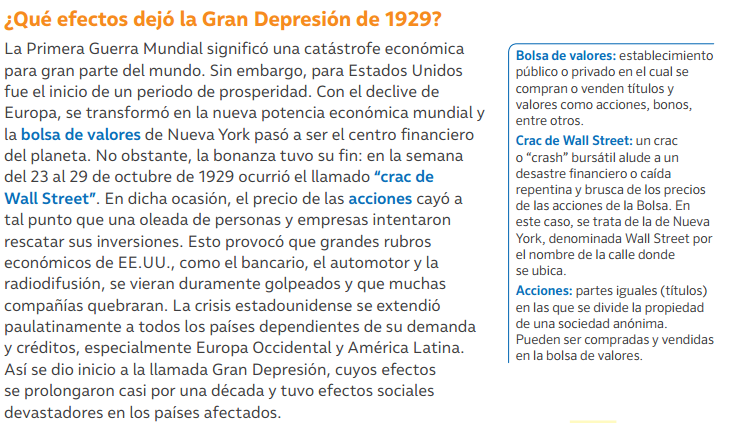 ¿Qué efectos dejó la Gran Depresión de 1929?
La Primera Guerra Mundial significó una catástrofe económica
para gran parte del mundo. Sin embargo, para Estados Unidos
fue el inicio de un periodo de prosperidad. Con el declive de
Europa, se transformó en la nueva potencia económica mundial y
la bolsa de valores de Nueva York pasó a ser el centro financiero
del planeta. No obstante, la bonanza tuvo su fin: en la semana
del 23 al 29 de octubre de 1929 ocurrió el llamado “crac de
Wall Street”. En dicha ocasión, el precio de las acciones cayó a
tal punto que una oleada de personas y empresas intentaron
rescatar sus inversiones. Esto provocó que grandes rubros
económicos de EE.UU., como el bancario, el automotor y la
radiodifusión, se vieran duramente golpeados y que muchas
compañías quebraran. La crisis estadounidense se extendió
paulatinamente a todos los países dependientes de su demanda
y créditos, especialmente Europa Occidental y América Latina.
Así se dio inicio a la llamada Gran Depresión, cuyos efectos
se prolongaron casi por una década y tuvo efectos sociales
devastadores en los países afectados.
Bolsa de valores: establecimiento
público o privado en el cual se
compran o venden títulos y
valores como acciones, bonos,
entre otros.
Crac de Wall Street: un crac
o “crash” bursátil alude a un
desastre financiero o caída
repentina y brusca de los precios
de las acciones de la Bolsa. En
este caso, se trata de la de Nueva
York, denominada Wall Street por
el nombre de la calle donde
se ubica.
Acciones: partes iguales (títulos)
en las que se divide la propiedad
de una sociedad anónima.
Pueden ser compradas y vendidas
en la bolsa de valores.